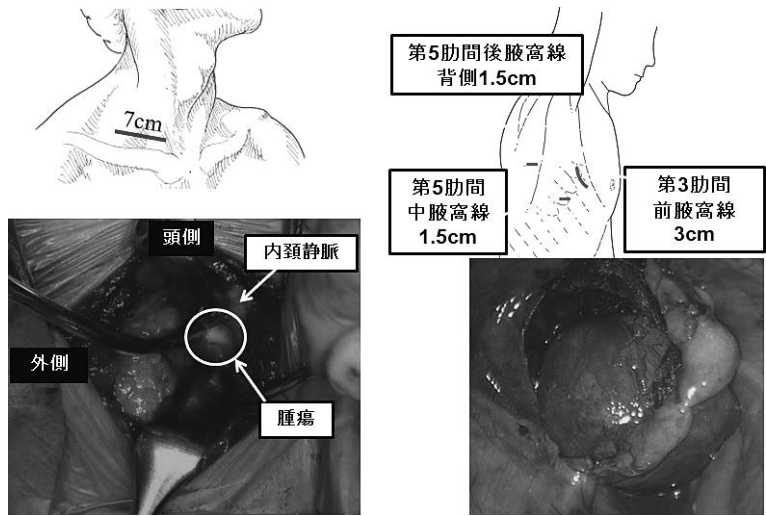 7cm
第5肋間後腋窩線
背側1.5cm
第5肋間
中腋窩線
1.5cm
第3肋間
前腋窩線
3cm
頭側
内頚静脈
外側
腫瘍